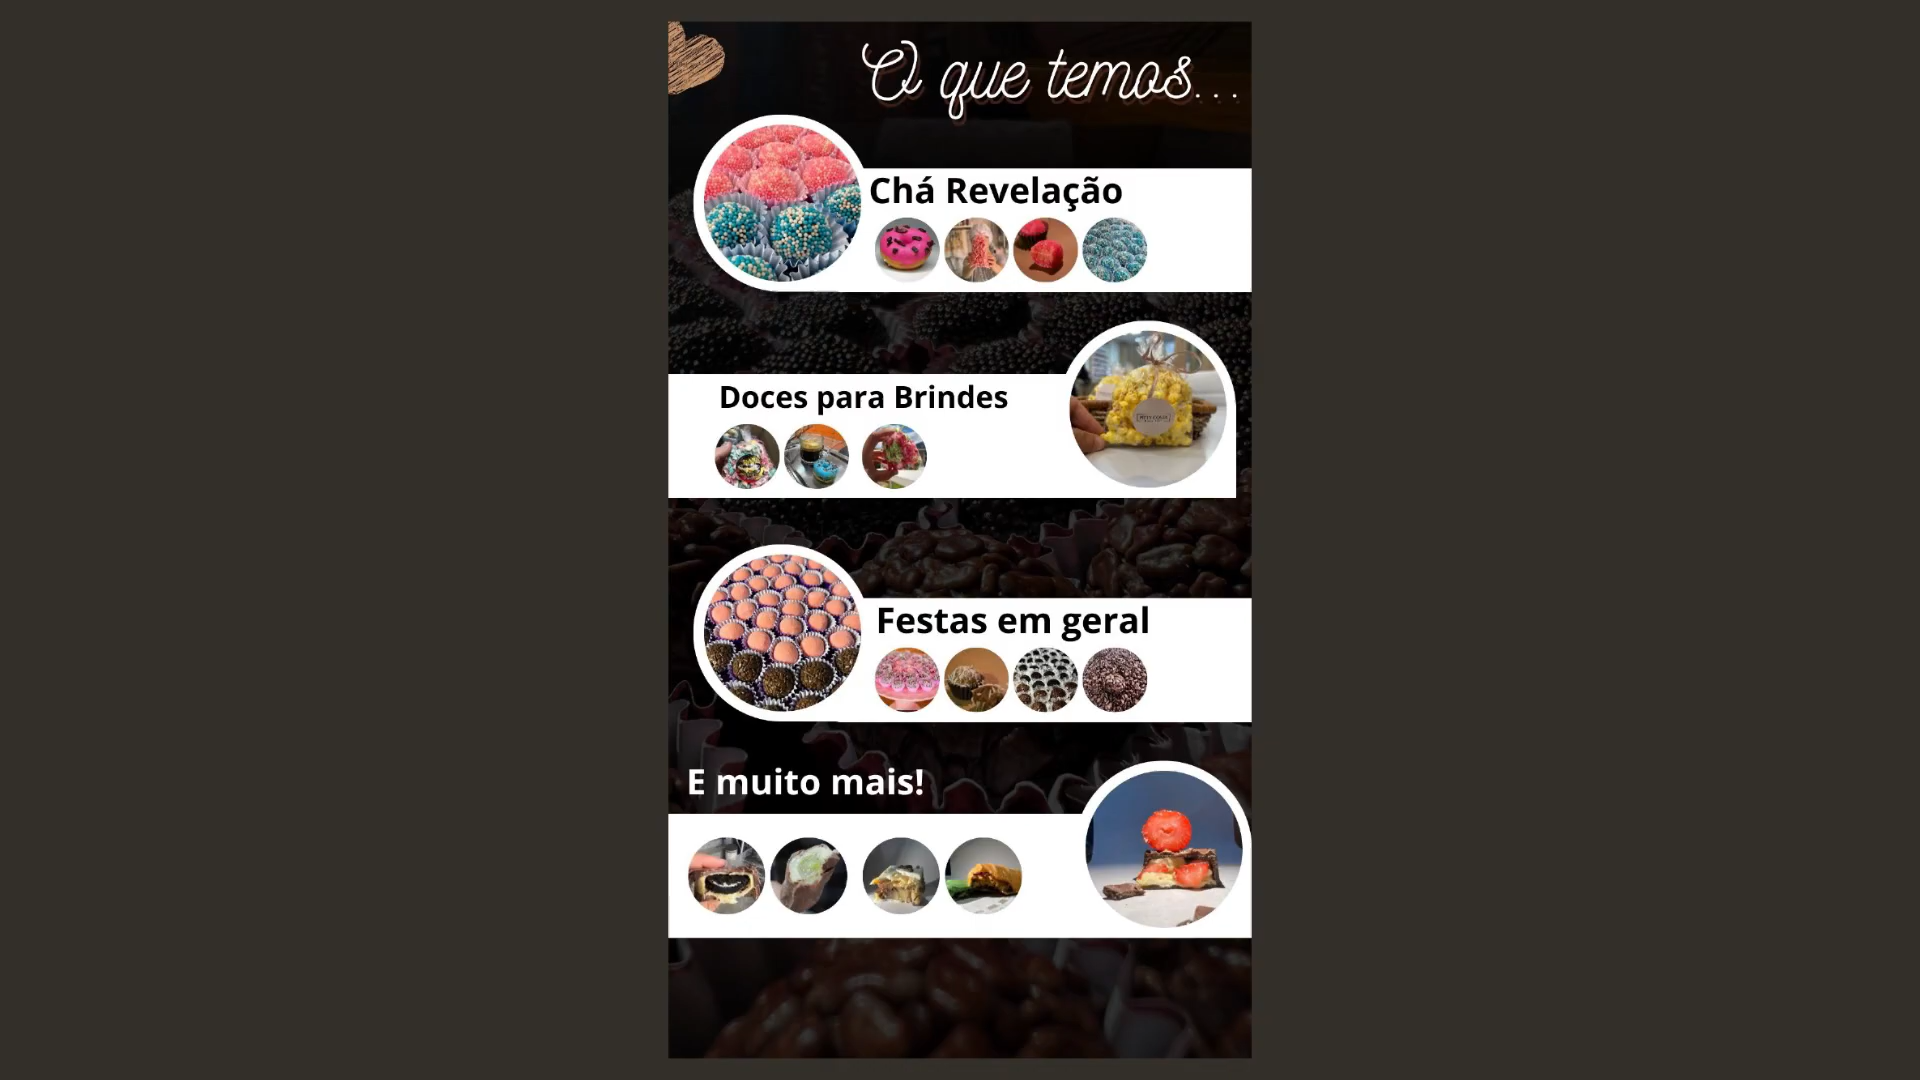 O que temos...
Chá Revelação
Doces para Brindes
Festas em geral
E muito mais!